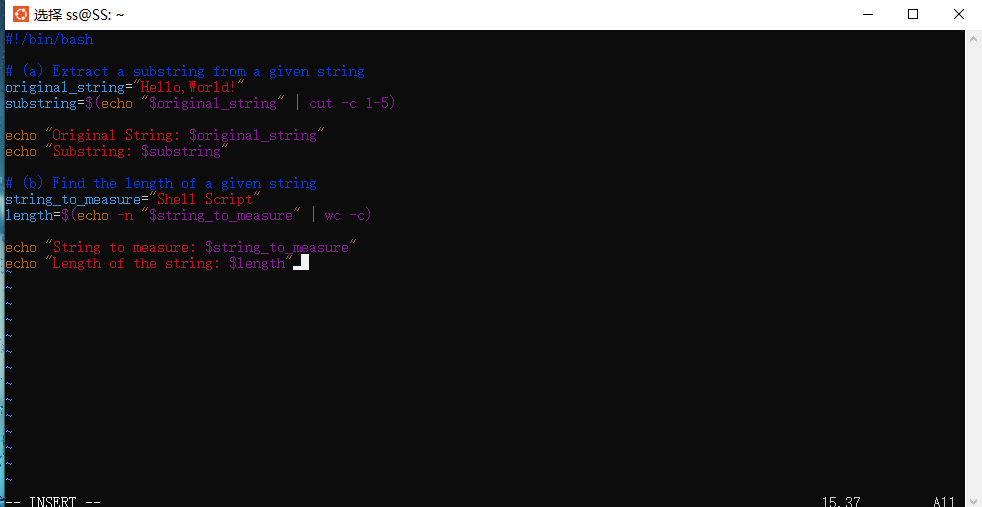 选择 ss@SS: ~
#!/bin/bash
# (a) Extract a substring from a given string
original_string="Hello,World!"
substring=$(echo "$original_string" | cut -c 1-5)
echo "Original String: $original_string"
echo "Substring: $substring"
# (b) Find the length of a given string
string_to_measure="Shell Script"
length=$(echo -n "$string_to_measure" | wc -c)
echo "String to measure: $string_to_measure"
echo "Length of the string: $length"
~
~
~
~
~
~
~
~
~
~
~
~
~
~
-- INSERT -- 15,37 All